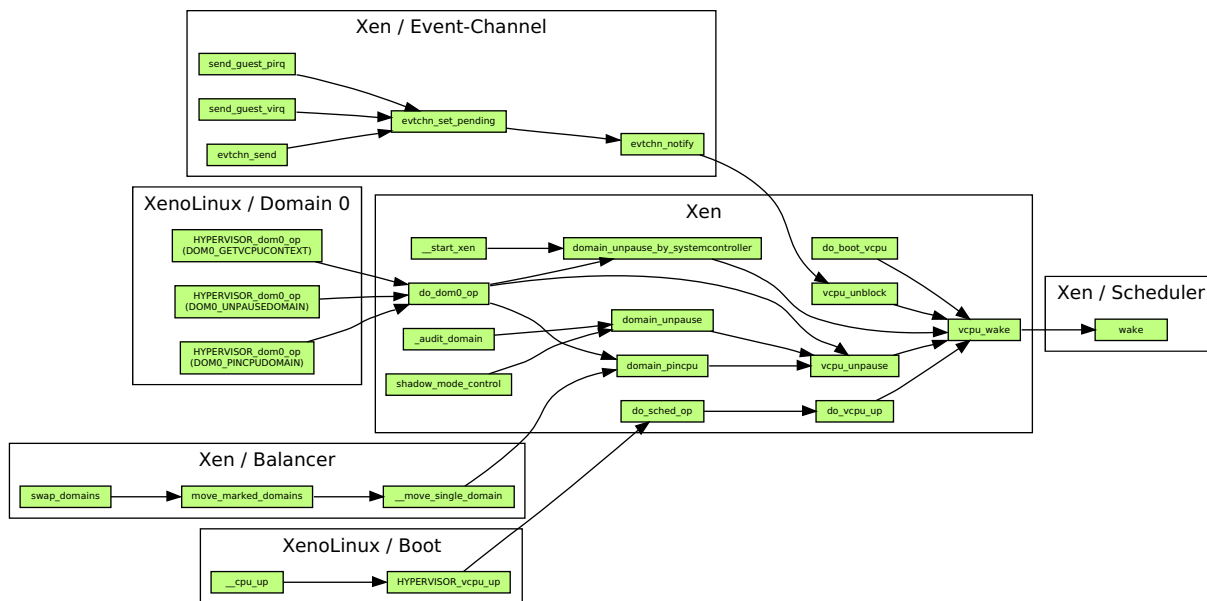 Xen / Event-Channel
send_guest_pirq
send_guest_virq
evtchn_set_pending
evtchn_send
evtchn_notify
XenoLinux / Domain 0
HYPERVISOR_dom0_op
(DOM0_GETVCPUCONTEXT)
HYPERVISOR_dom0_op
(DOM0_UNPAUSEDOMAIN)
HYPERVISOR_dom0_op
(DOM0_PINCPUDOMAIN)
Xen
__start_xen
domain_unpause_by_systemcontroller
do_boot_vcpu
do_dom0_op
vcpu_unblock
_audit_domain
domain_unpause
vcpu_wake
shadow_mode_control
domain_pincpu
vcpu_unpause
do_sched_op
do_vcpu_up
Xen / Scheduler
wake
Xen / Balancer
swap_domains
move_marked_domains
__move_single_domain
XenoLinux / Boot
__cpu_up
HYPERVISOR_vcpu_up